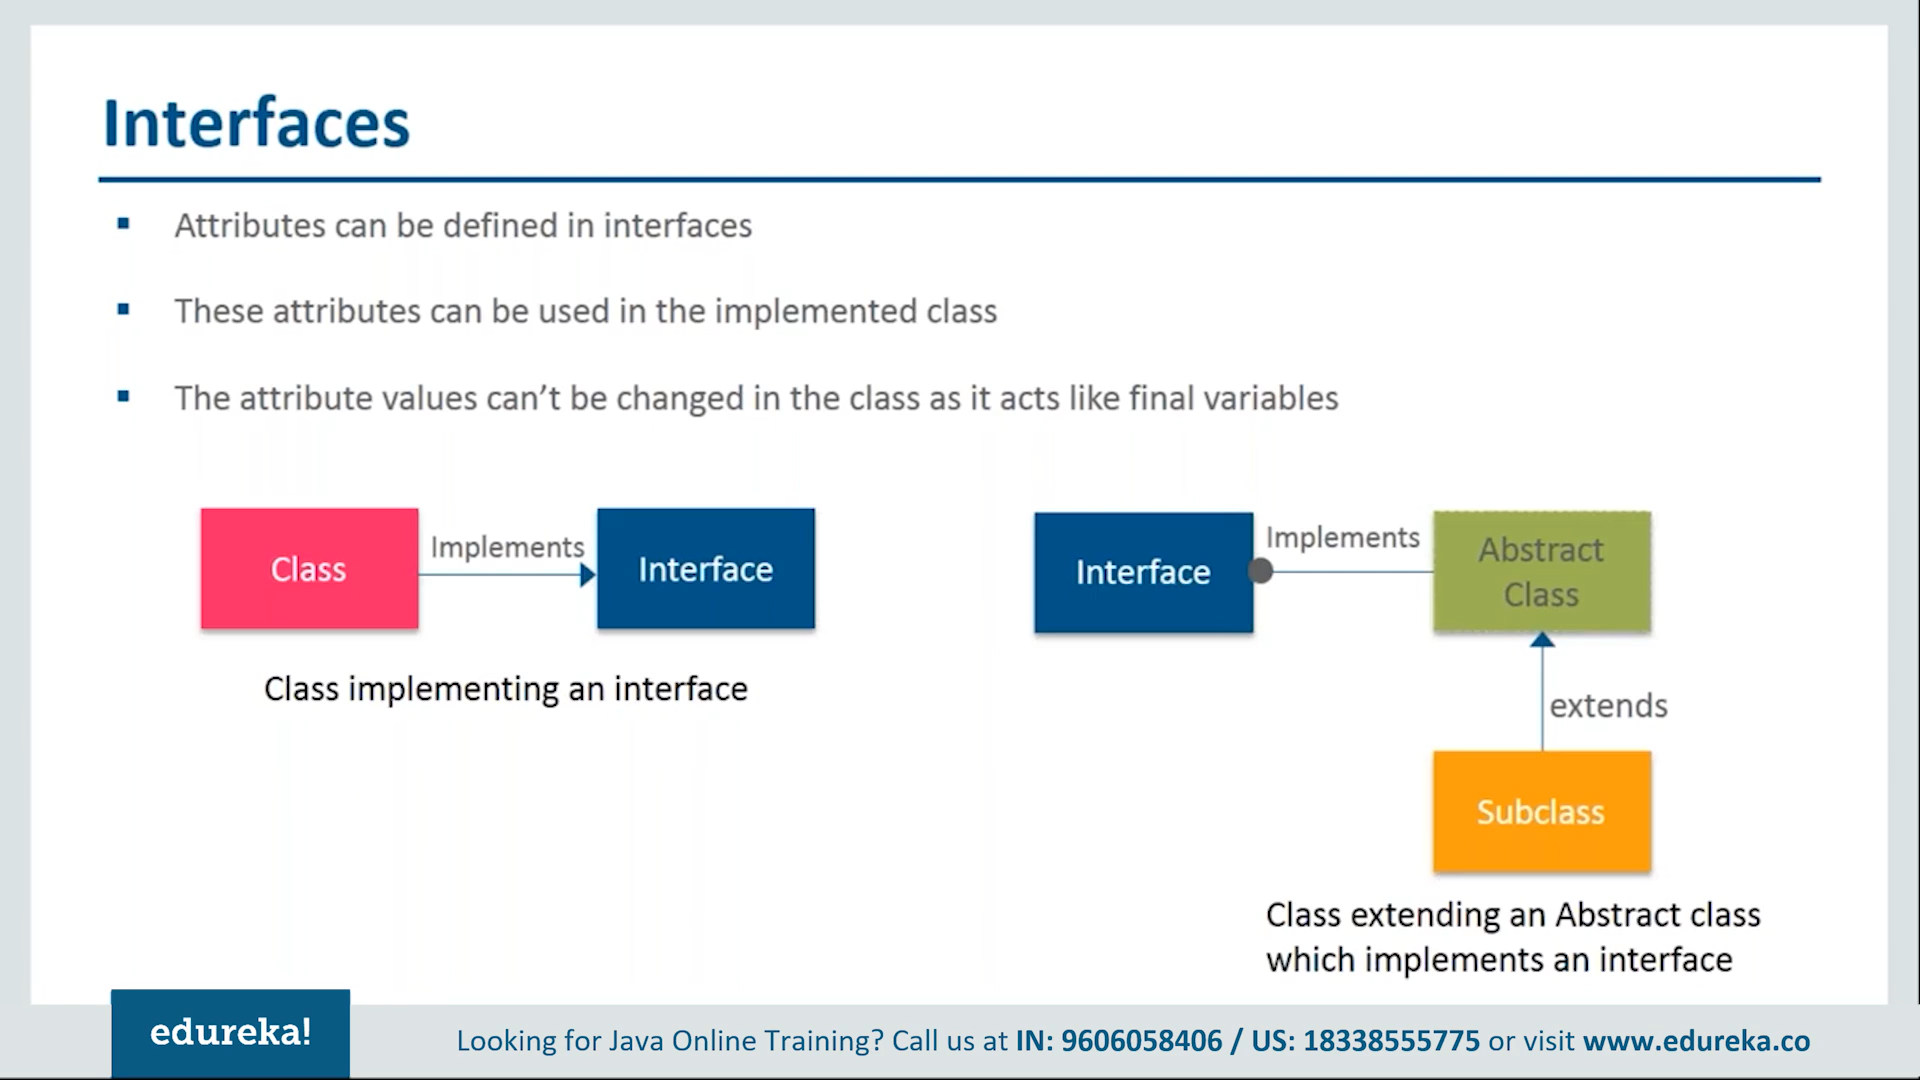 Interfaces
Attributes can be defined in interfaces
These attributes can be used in the implemented class
The attribute values can't be changed in the class as it acts like final variables
Class
Implements
Interface
Class implementing an interface
Interface
Implements
Abstract
Class
extends
Subclass
Class extending an Abstract class
which implements an interface
edureka!
Looking for Java Online Training? Call us at IN: 9606058406 / US: 18338555775 or visit www.edureka.co